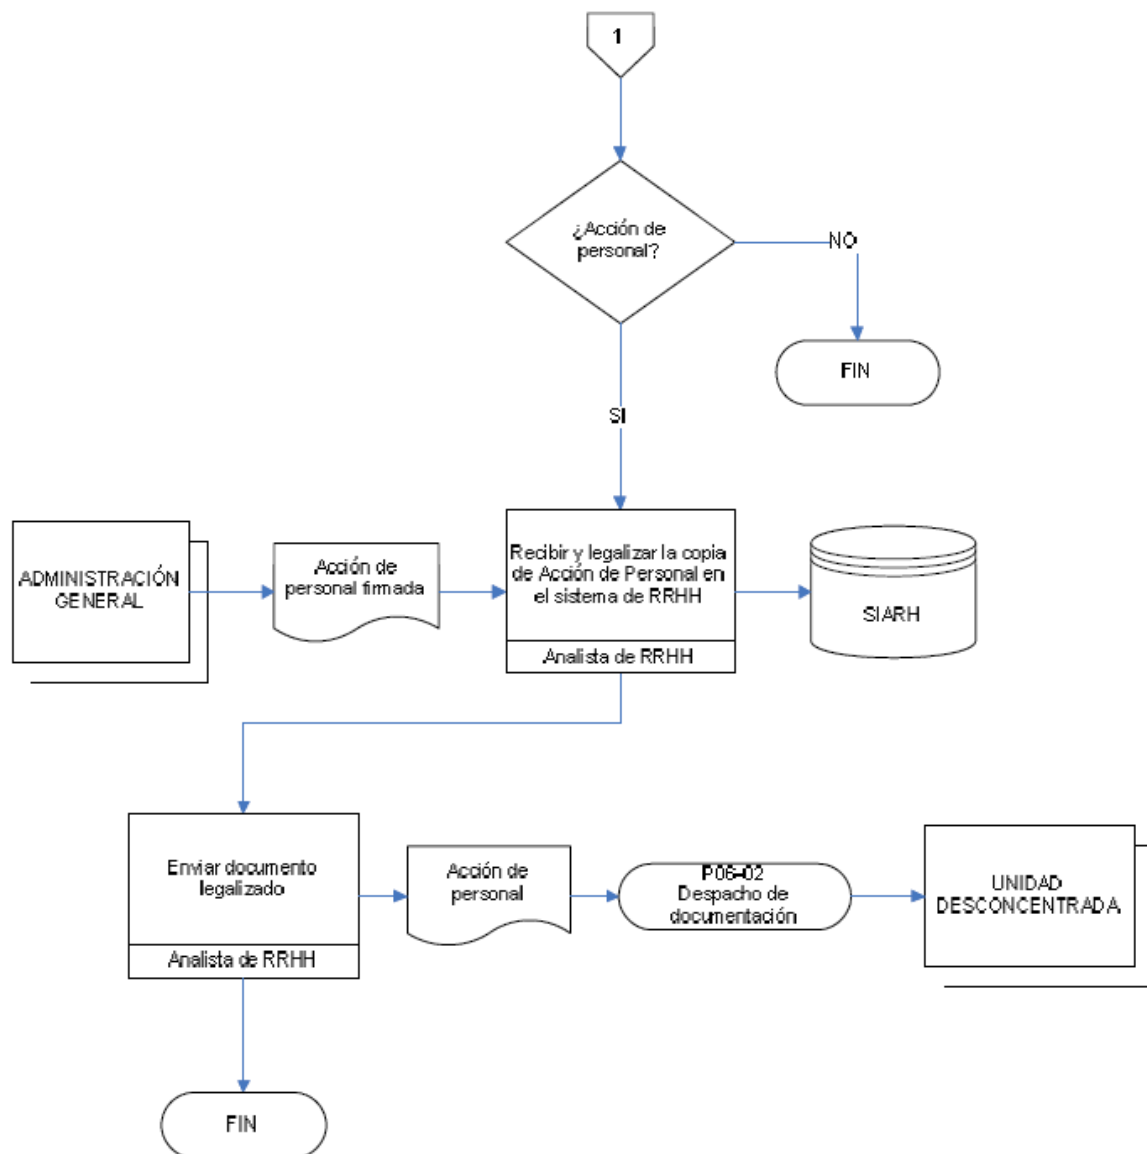 1
¿Acción de
personal?
NO
FIN
SI
ADMINISTRACIÓN
GENERAL
Acción de
personal firmada
Recibir y legalizar la copia
de Acción de Personal en
el sistema de RRHH
Analista de RRHH
SIARH
Enviar documento
legalizado
Analista de RRHH
Acción de
personal
P06-02
Despacho de
documentación
UNIDAD
DESCONCENTRADA
FIN